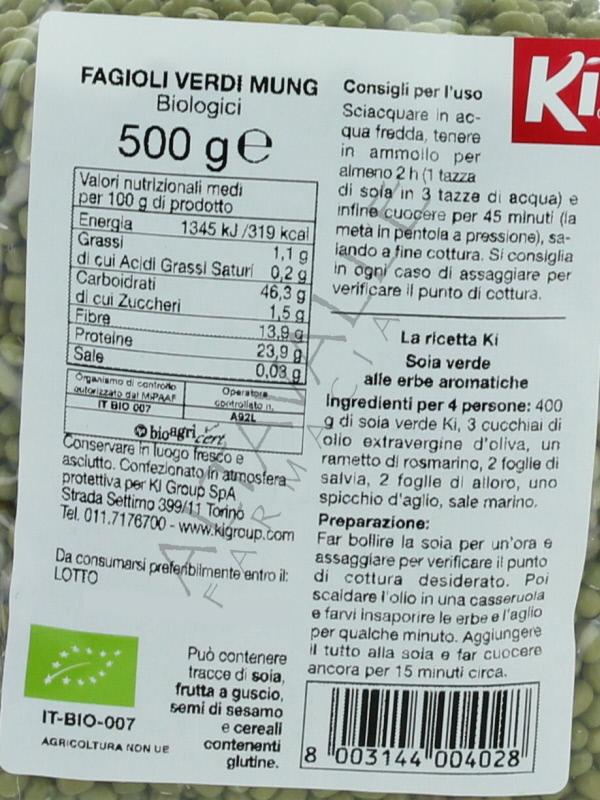 FAGIOLI VERDI MUNG
Biologici
500 g e
Valori nutrizionali medi
per 100 g di prodotto
Energia 1345 kJ /319 kcal
Grassi 1,1 g
di cui Acidi Grassi Saturi 0,2 g
Carboidrati 46,3 g
di cui Zuccheri 1,5 g
Fibre 13,9 g
Proteine 23,9 g
Sale 0,03 g
Organismo di controllo
autorizzato dal MiPAAF
IT BIO 007
Operatore
controllato n.
A92L
bioagricert
Conservare in luogo fresco e
asciutto. Confezionato in atmosfera
protettiva per KI Group SpA
Strada Settimo 399/11 Torino
Tel. 011.7176700 - www.kigroup.com
Da consumarsi preferibilmente entro il:
LOTTO
IT-BIO-007
AGRICOLTURA NON UE
Può contenere
tracce di soia,
frutta a guscio,
semi di sesamo
e cereali
contenenti
glutine.
Ki
Consigli per l'uso
Sciacquare in ac-
qua fredda, tenere
in ammollo per
almeno 2 h (1 tazza
di soia in 3 tazze di acqua) e
infine cuocere per 45 minuti (la
metà in pentola a pressione), sa-
lando a fine cottura. Si consiglia
in ogni caso di assaggiare per
verificare il punto di cottura.
La ricetta Ki
Soia verde
alle erbe aromatiche
Ingredienti per 4 persone: 400
g di soia verde Ki, 3 cucchiai di
olio extravergine d'oliva, un
rametto di rosmarino, 2 foglie di
salvia, 2 foglie di alloro, uno
spicchio d'aglio, sale marino.
Preparazione:
Far bollire la soia per un'ora e
assaggiare per verificare il punto
di cottura desiderato. Poi
scaldare l'olio in una casseruola
e farvi insaporire le erbe e l'aglio
per qualche minuto. Aggiungere
il tutto alla soia e far cuocere
ancora per 15 minuti circa.
8 003144 004028